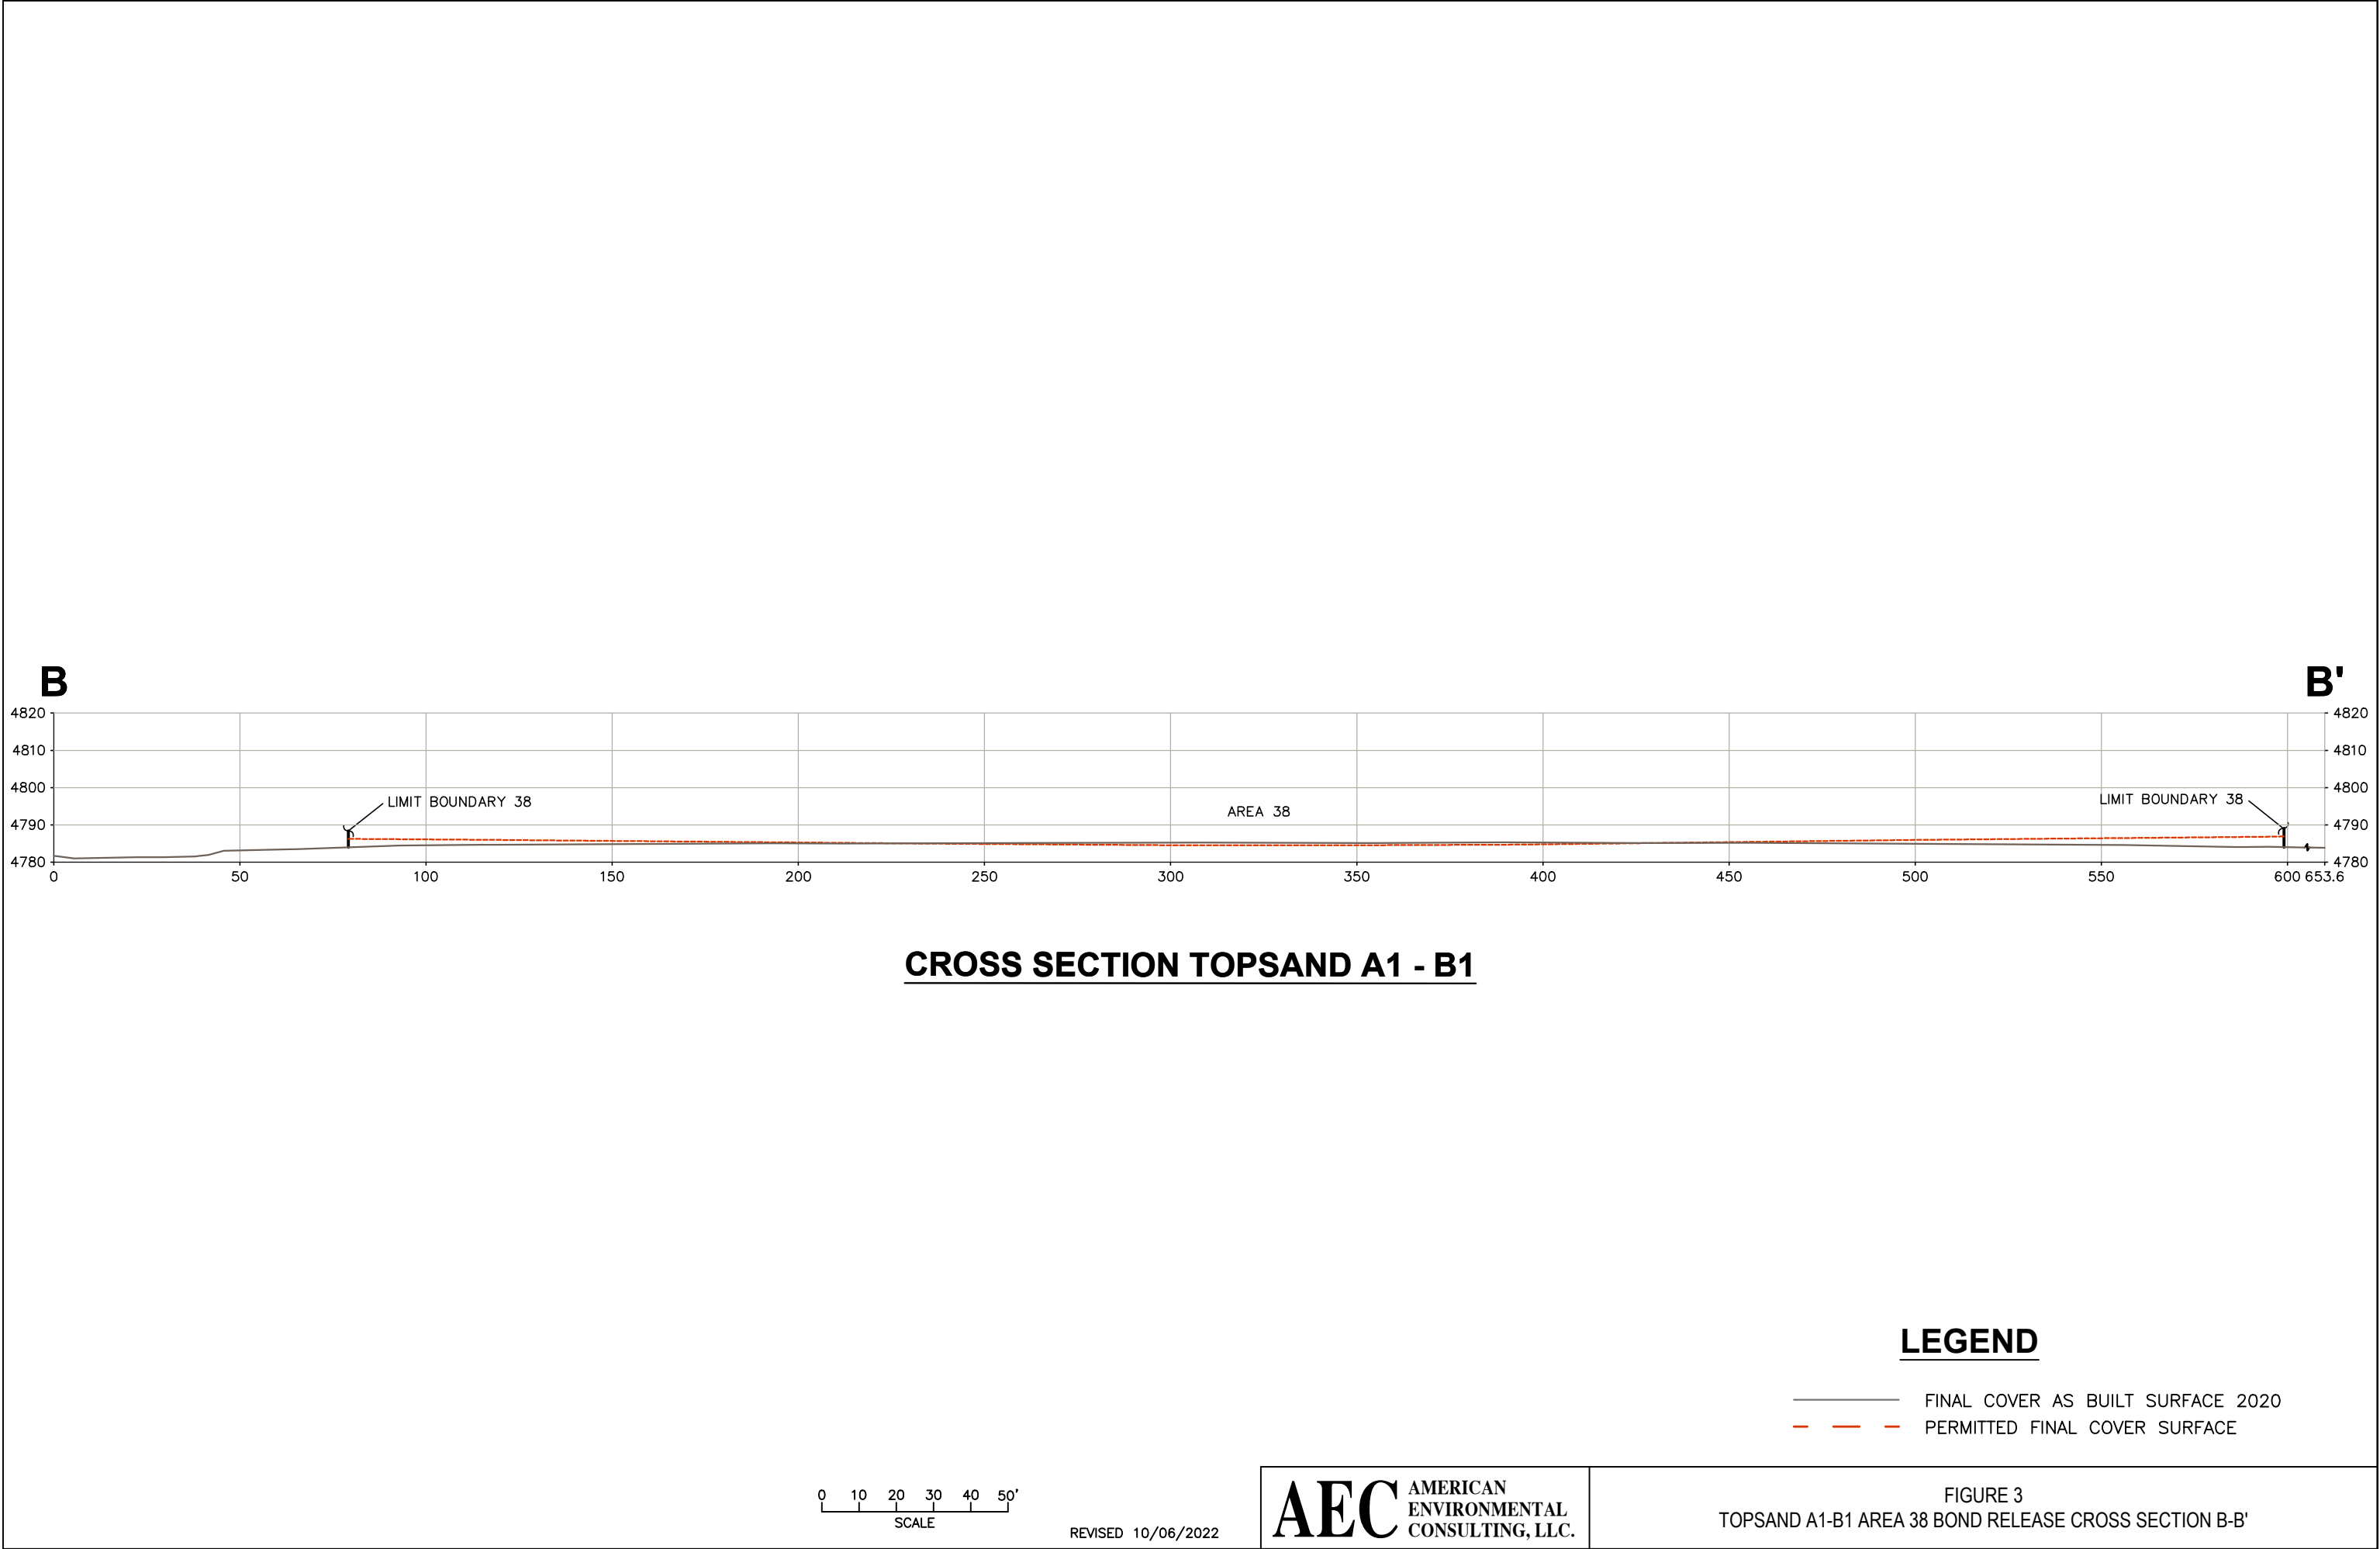 B B'
4820 4820
4810 4810
4800 4800
LIMIT BOUNDARY 38 AREA 38 LIMIT BOUNDARY 38
4790 4790
4780 4780
0 50 100 150 200 250 300 350 400 450 500 550 600 653.6
CROSS SECTION TOPSAND A1 - B1
LEGEND
FINAL COVER AS BUILT SURFACE 2020
PERMITTED FINAL COVER SURFACE
0 10 20 30 40 50'
SCALE
REVISED 10/06/2022
AEC
AMERICAN
ENVIRONMENTAL
CONSULTING, LLC.
FIGURE 3
TOPSAND A1-B1 AREA 38 BOND RELEASE CROSS SECTION B-B'